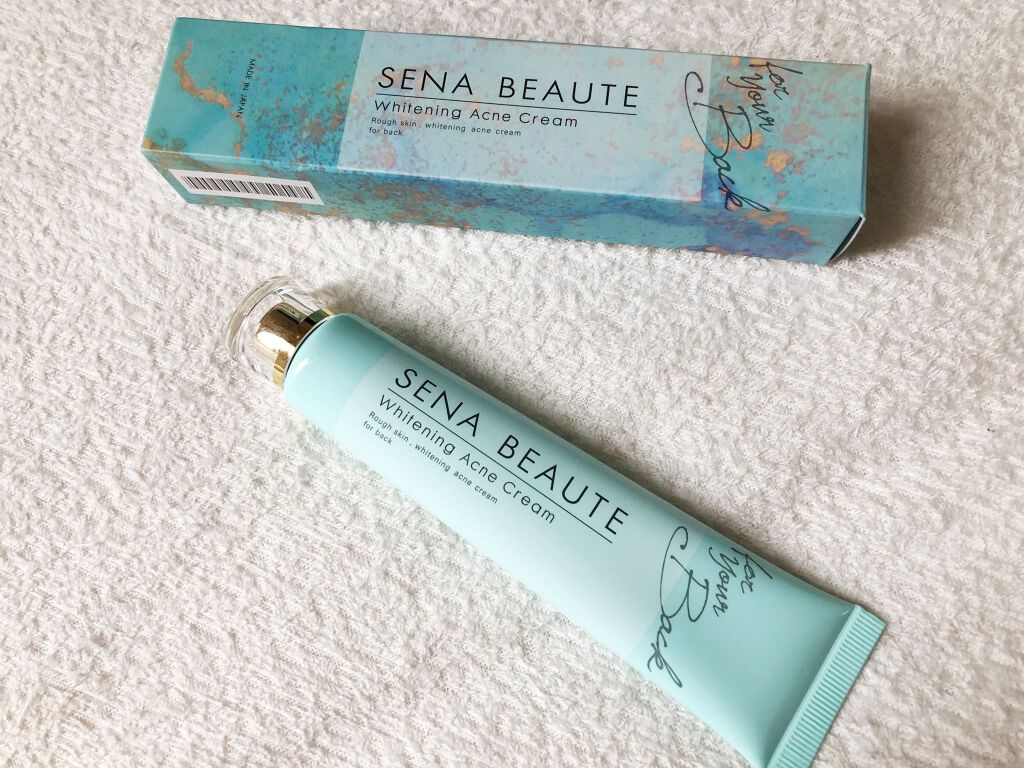 MADE IN JAPAN
SENA BEAUTE
Whitening Acne Cream
Rough skin , whitening acne cream
for back
for
Your
Back
SENA BEAUTE
Whitening Acne Cream
Rough skin , whitening acne cream
for back
for
Your
Back